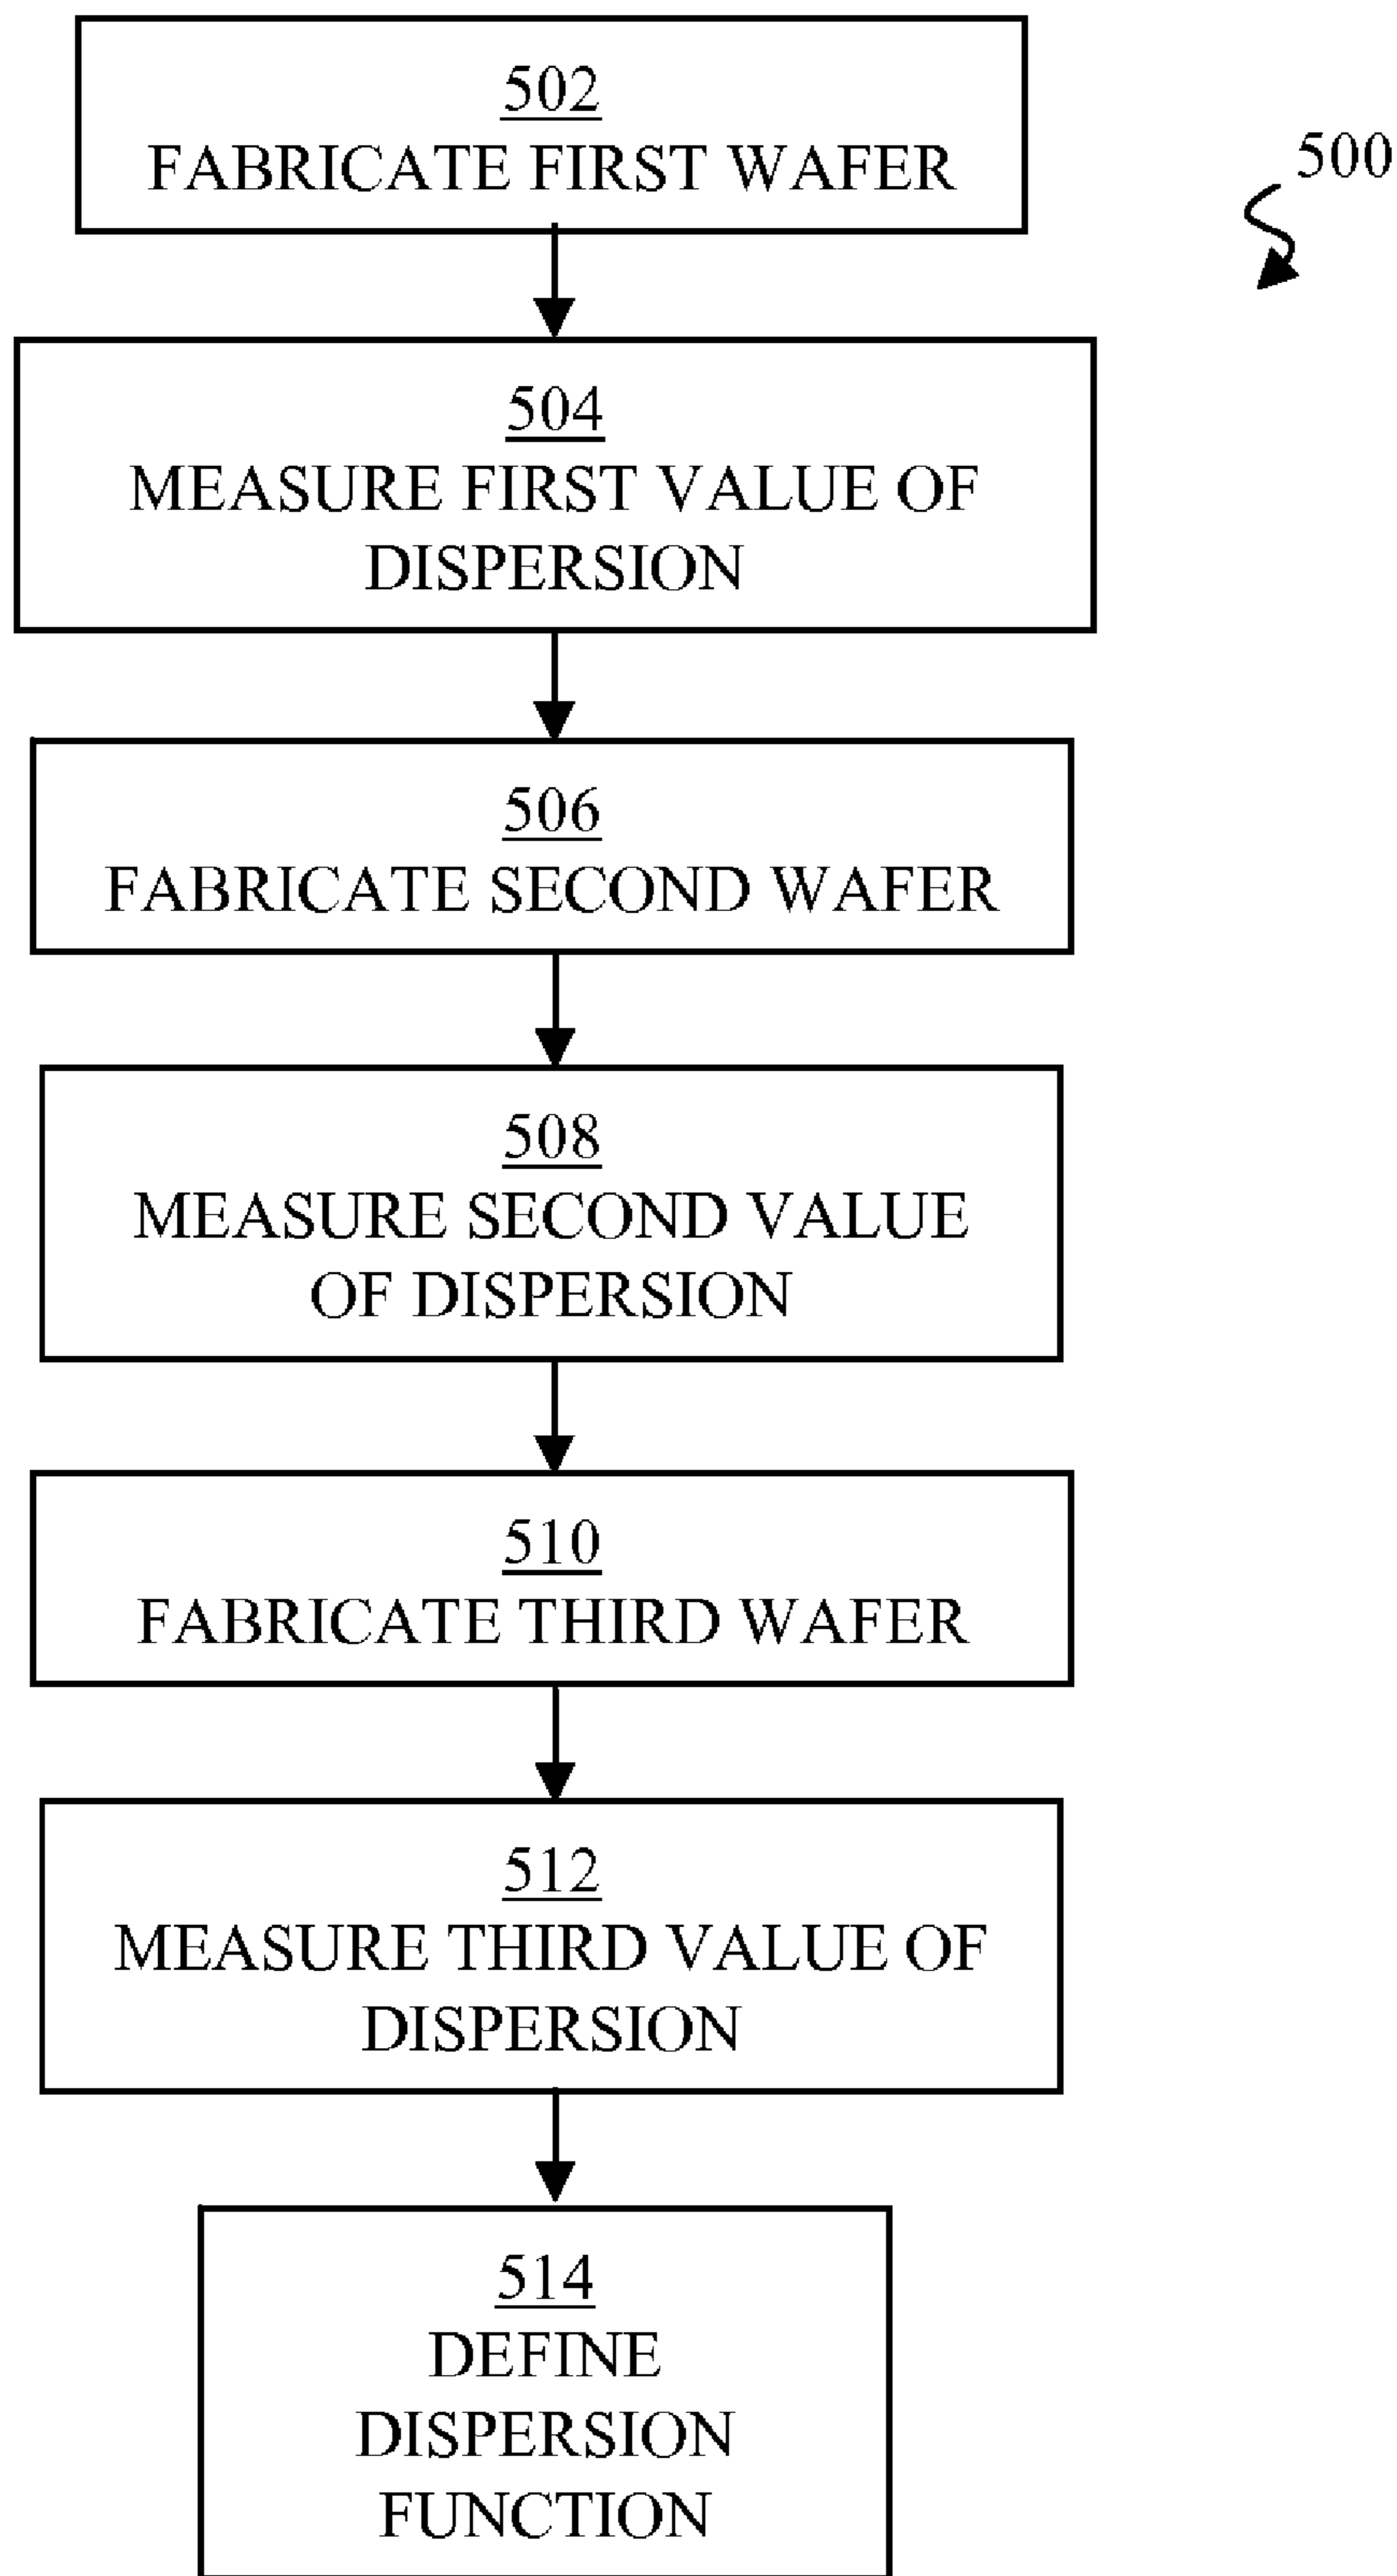 502
FABRICATE FIRST WAFER
500
504
MEASURE FIRST VALUE OF
DISPERSION
506
FABRICATE SECOND WAFER
508
MEASURE SECOND VALUE
OF DISPERSION
510
FABRICATE THIRD WAFER
512
MEASURE THIRD VALUE OF
DISPERSION
514
DEFINE
DISPERSION
FUNCTION